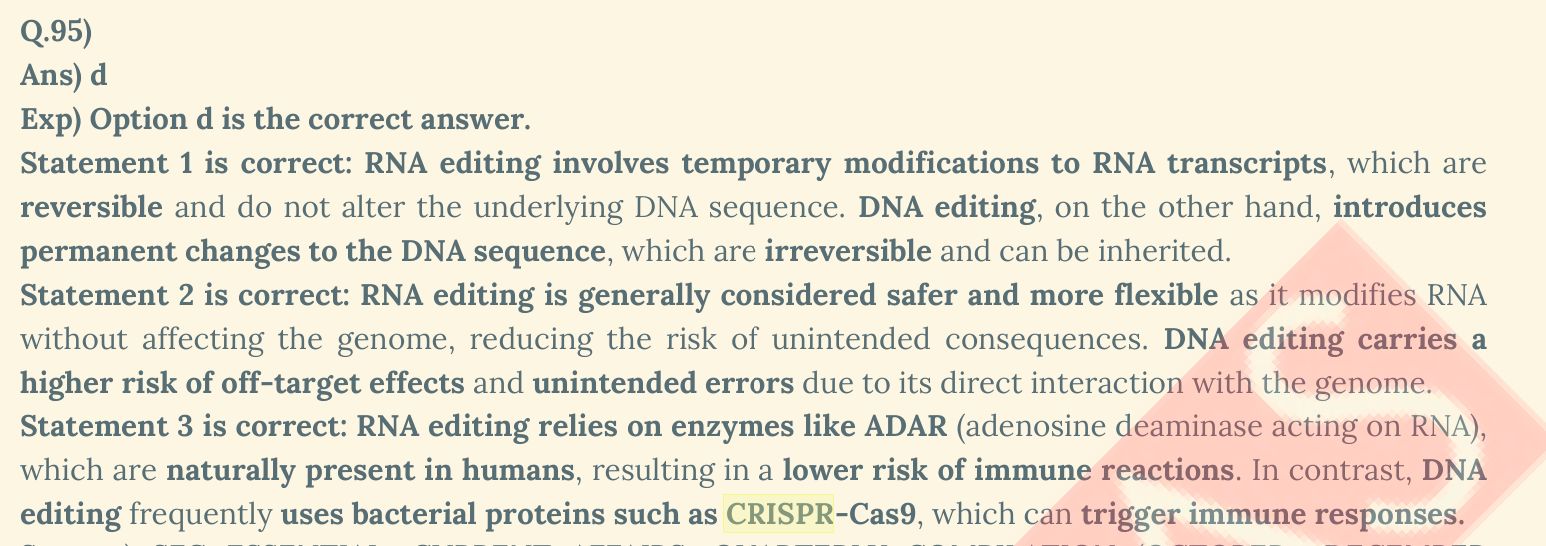 Q.95)
Ans) d
Exp) Option d is the correct answer.
Statement 1 is correct: RNA editing involves temporary modifications to RNA transcripts, which are
reversible and do not alter the underlying DNA sequence. DNA editing, on the other hand, introduces
permanent changes to the DNA sequence, which are irreversible and can be inherited.
Statement 2 is correct: RNA editing is generally considered safer and more flexible as it modifies RNA
without affecting the genome, reducing the risk of unintended consequences. DNA editing carries a
higher risk of off-target effects and unintended errors due to its direct interaction with the genome.
Statement 3 is correct: RNA editing relies on enzymes like ADAR (adenosine deaminase acting on RNA),
which are naturally present in humans, resulting in a lower risk of immune reactions. In contrast, DNA
editing frequently uses bacterial proteins such as CRISPR-Cas9, which can trigger immune responses.